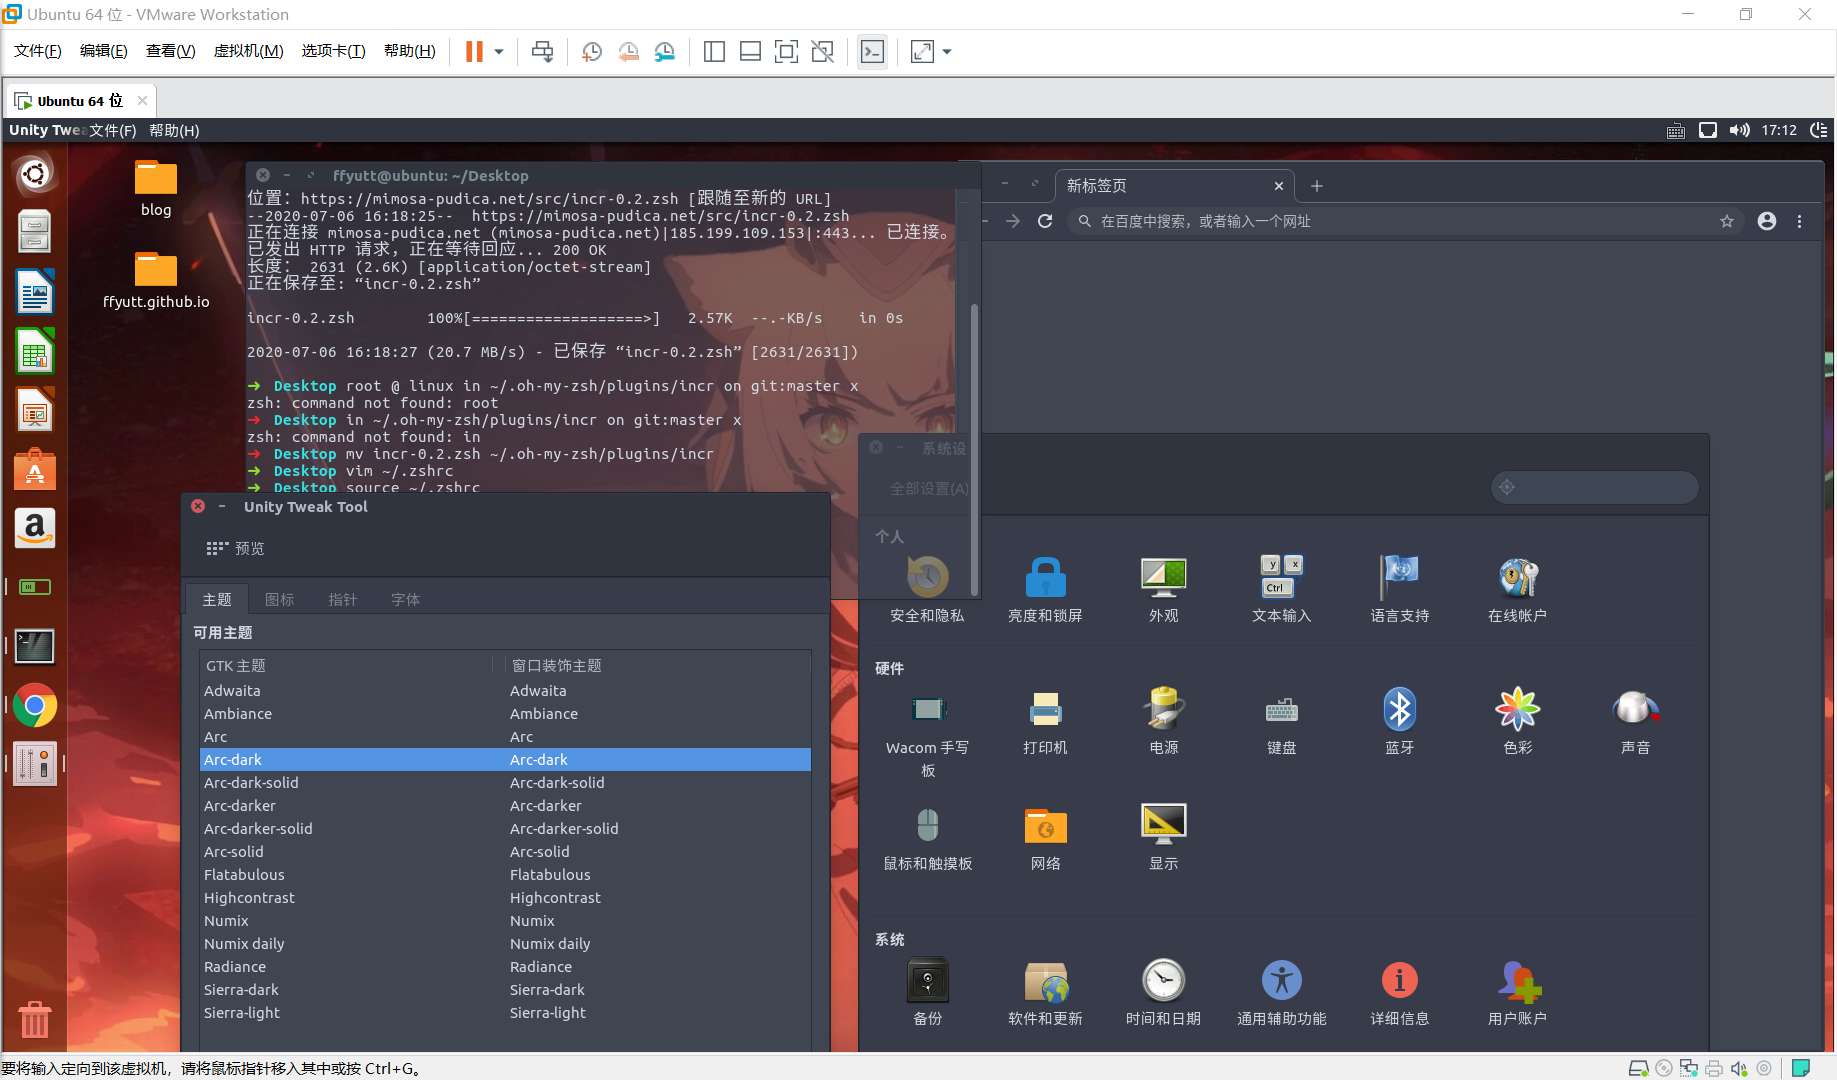 Ubuntu 64 位 - VMware Workstation
文件(F) 编辑(E) 查看(V) 虚拟机(M) 选项卡(T) 帮助(H)
Ubuntu 64 位
Unity Twea 文件(F) 帮助(H) 17:12
blog
ffyutt.github.io
ffyutt@ubuntu: ~/Desktop
位置：https://mimosa-pudica.net/src/incr-0.2.zsh [跟随至新的 URL]
--2020-07-06 16:18:25-- https://mimosa-pudica.net/src/incr-0.2.zsh
正在连接 mimosa-pudica.net (mimosa-pudica.net)|185.199.109.153|:443... 已连接。
已发出 HTTP 请求，正在等待回应... 200 OK
长度： 2631 (2.6K) [application/octet-stream]
正在保存至: “incr-0.2.zsh”
incr-0.2.zsh 100%[===================>] 2.57K --.-KB/s in 0s
2020-07-06 16:18:27 (20.7 MB/s) - 已保存 “incr-0.2.zsh” [2631/2631])
➜ Desktop root @ linux in ~/.oh-my-zsh/plugins/incr on git:master x
zsh: command not found: root
➜ Desktop in ~/.oh-my-zsh/plugins/incr on git:master x
zsh: command not found: in
➜ Desktop mv incr-0.2.zsh ~/.oh-my-zsh/plugins/incr
➜ Desktop vim ~/.zshrc
➜ Desktop source ~/.zshrc
新标签页
在百度中搜索，或者输入一个网址
Unity Tweak Tool
预览
主题 图标 指针 字体
可用主题
GTK 主题 窗口装饰主题
Adwaita Adwaita
Ambiance Ambiance
Arc Arc
Arc-dark Arc-dark
Arc-dark-solid Arc-dark-solid
Arc-darker Arc-darker
Arc-darker-solid Arc-darker-solid
Arc-solid Arc-solid
Flatabulous Flatabulous
Highcontrast Highcontrast
Numix Numix
Numix daily Numix daily
Radiance Radiance
Sierra-dark Sierra-dark
Sierra-light Sierra-light
系统设
全部设置(A)
个人
y x
Ctrl
安全和隐私 亮度和锁屏 外观 文本输入 语言支持 在线帐户
硬件
Wacom 手写
板
打印机 电源 键盘 蓝牙 色彩 声音
鼠标和触摸板 网络 显示
系统
备份 软件和更新 时间和日期 通用辅助功能 详细信息 用户账户
要将输入定向到该虚拟机，请将鼠标指针移入其中或按 Ctrl+G。